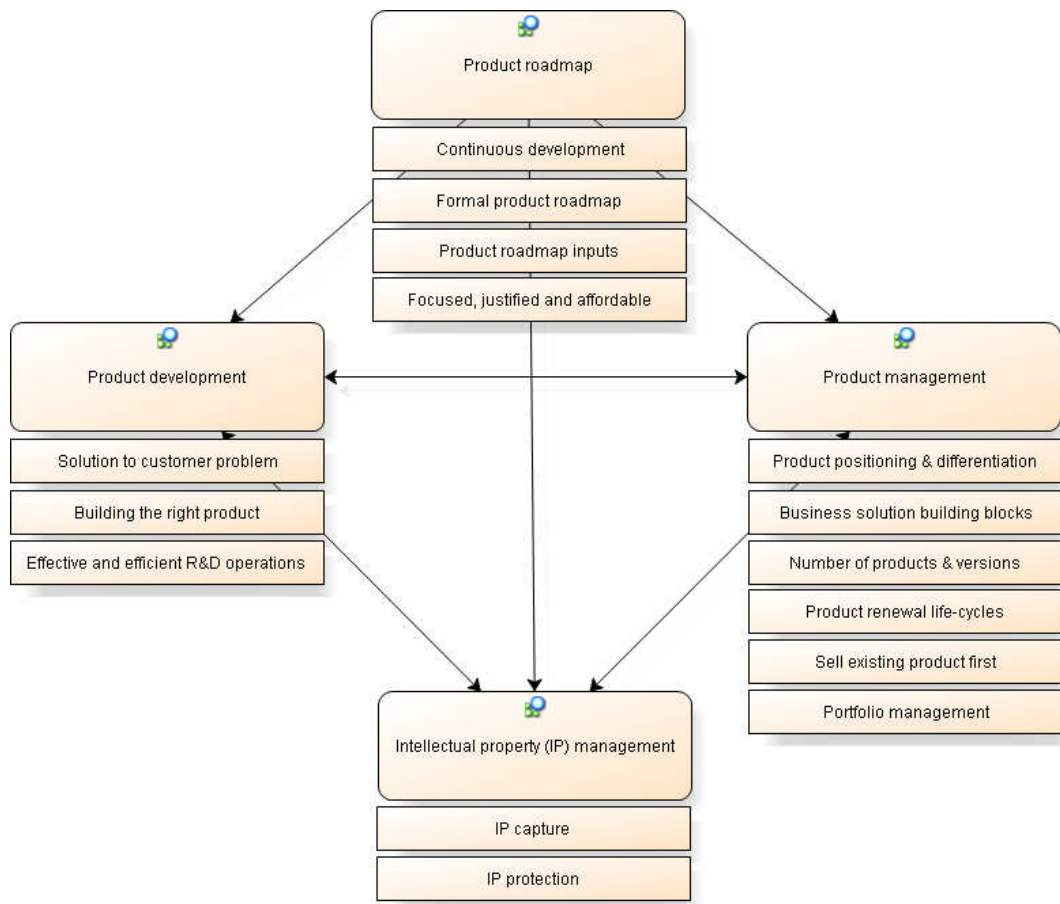 Product roadmap
Continuous development
Formal product roadmap
Product roadmap inputs
Focused, justified and affordable
Product development
Solution to customer problem
Building the right product
Effective and efficient R&D operations
Product management
Product positioning & differentiation
Business solution building blocks
Number of products & versions
Product renewal life-cycles
Sell existing product first
Portfolio management
Intellectual property (IP) management
IP capture
IP protection